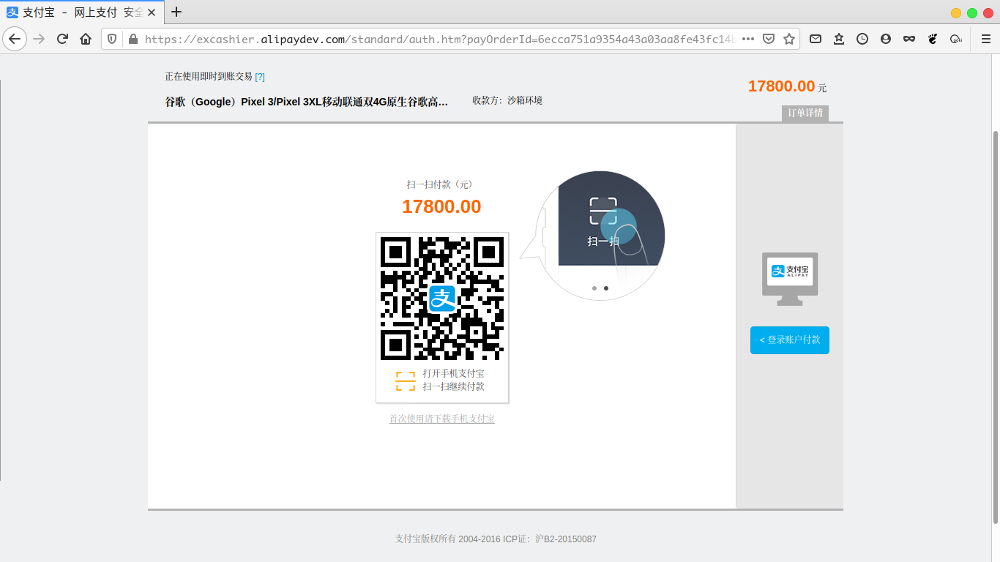 支付宝 - 网上支付 安全
https://excashier.alipaydev.com/standard/auth.htm?payOrderId=6ecca751a9354a43a03aa8fe43fc14b
正在使用即时到账交易 [?]
17800.00 元
谷歌（Google）Pixel 3/Pixel 3XL移动联通双4G原生谷歌高…
收款方：沙箱环境
订单详情
扫一扫付款（元）
17800.00
扫一扫
支付宝
ALIPAY
< 登录账户付款
打开手机支付宝
扫一扫继续付款
首次使用请下载手机支付宝
支付宝版权所有 2004-2016 ICP证：沪B2-20150087